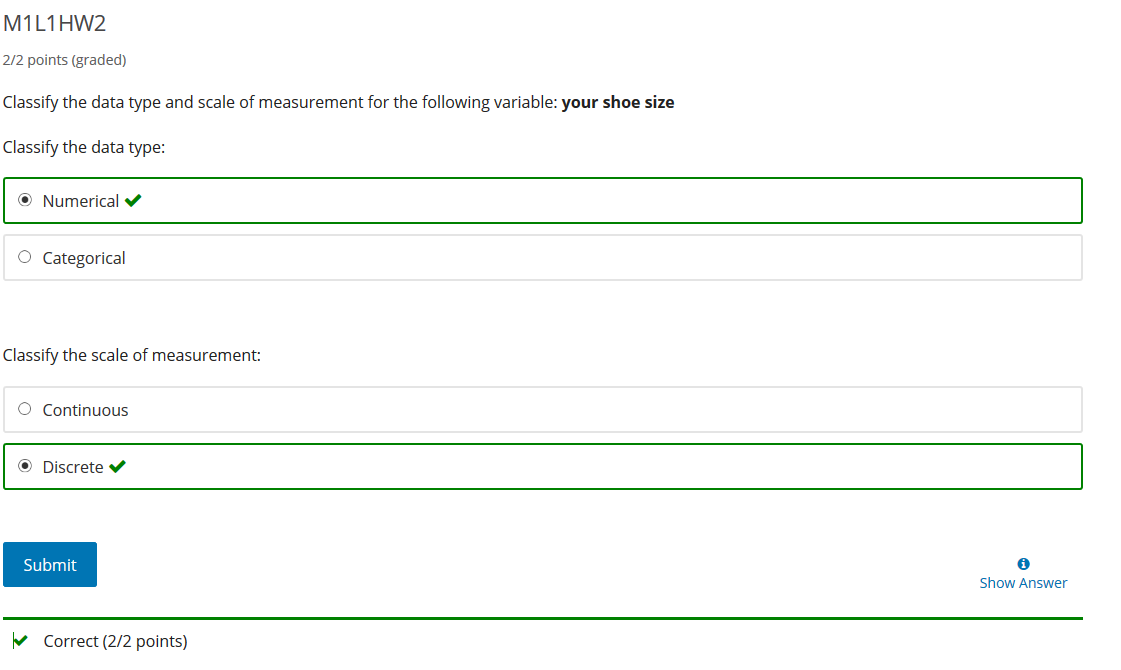 M1L1HW2
2/2 points (graded)
Classify the data type and scale of measurement for the following variable: your shoe size
Classify the data type:
Numerical
Categorical
Classify the scale of measurement:
Continuous
Discrete
Submit
Show Answer
Correct (2/2 points)